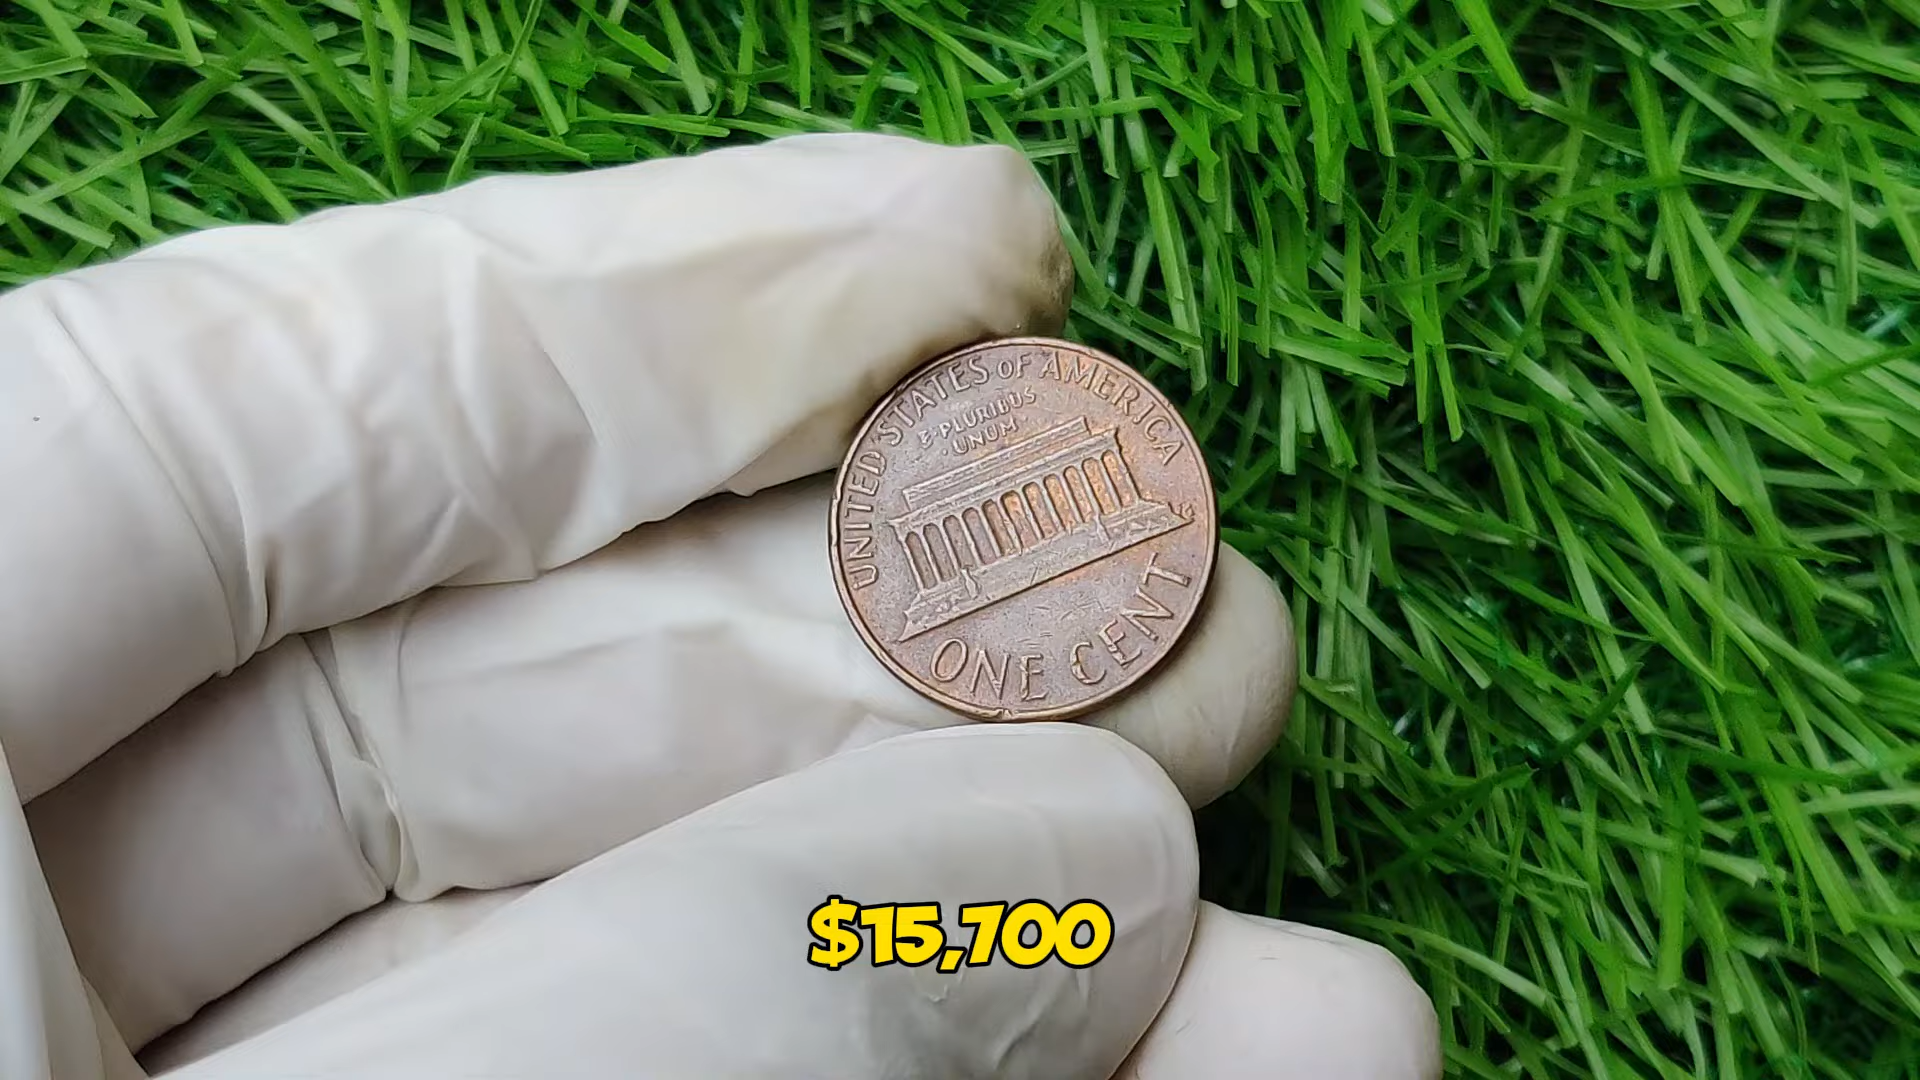 UNITED STATES OF AMERICA
E·PLURIBUS
·UNUM·
ONE CENT
$15,700